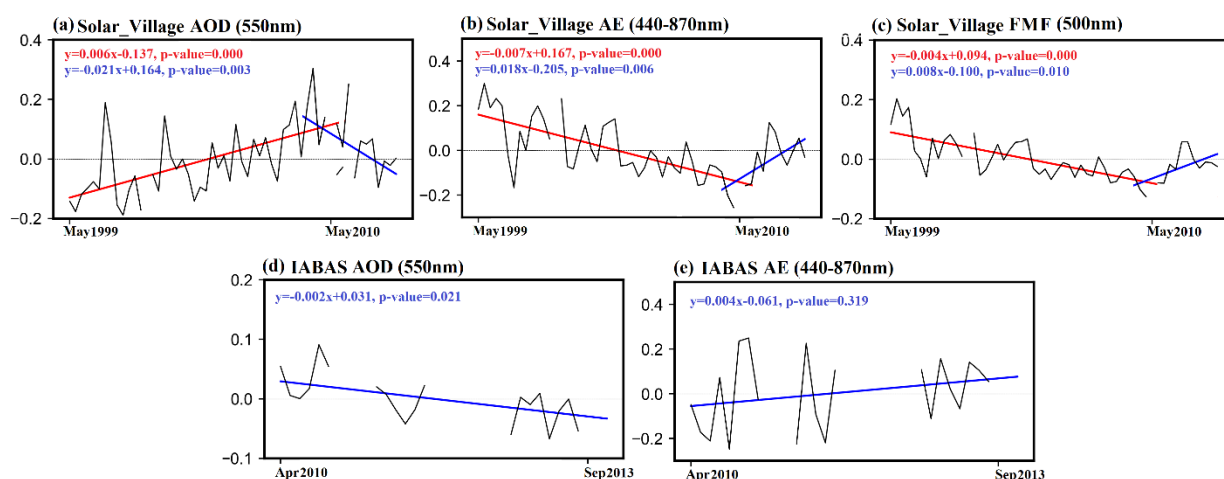 (a) Solar_Village AOD (550nm)
0.4
y=0.006x-0.137, p-value=0.000
y=-0.021x+0.164, p-value=0.003
0.2
0.0
−0.2
May1999
May2010
(b) Solar_Village AE (440-870nm)
0.4
y=-0.007x+0.167, p-value=0.000
y=0.018x-0.205, p-value=0.006
0.2
0.0
−0.2
May1999
May2010
(c) Solar_Village FMF (500nm)
0.4
y=-0.004x+0.094, p-value=0.000
y=0.008x-0.100, p-value=0.010
0.2
0.0
−0.2
May1999
May2010
(d) IABAS AOD (550nm)
0.2
y=-0.002x+0.031, p-value=0.021
0.1
0.0
−0.1
Apr2010
Sep2013
(e) IABAS AE (440-870nm)
y=0.004x-0.061, p-value=0.319
0.4
0.2
0.0
−0.2
Apr2010
Sep2013